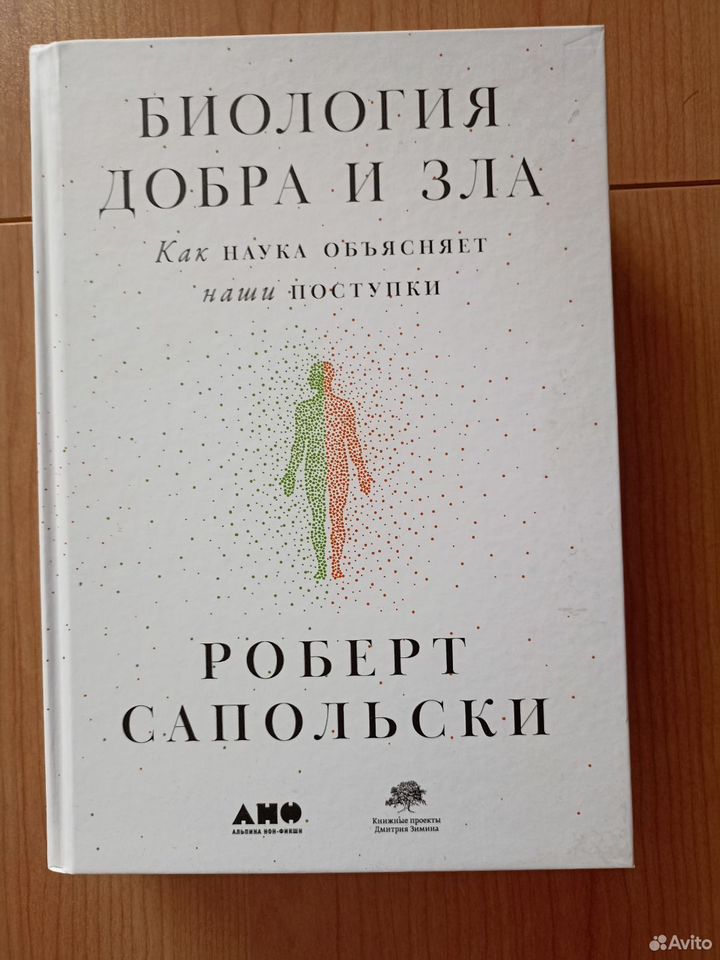 БИОЛОГИЯ
ДОБРА И ЗЛА
Как НАУКА ОБЪЯСНЯЕТ
наши ПОСТУПКИ
РОБЕРТ
САПОЛЬСКИ
АНФ
АЛЬПИНА НОН-ФИКШН
Книжные проекты
Дмитрия Зимина
Avito